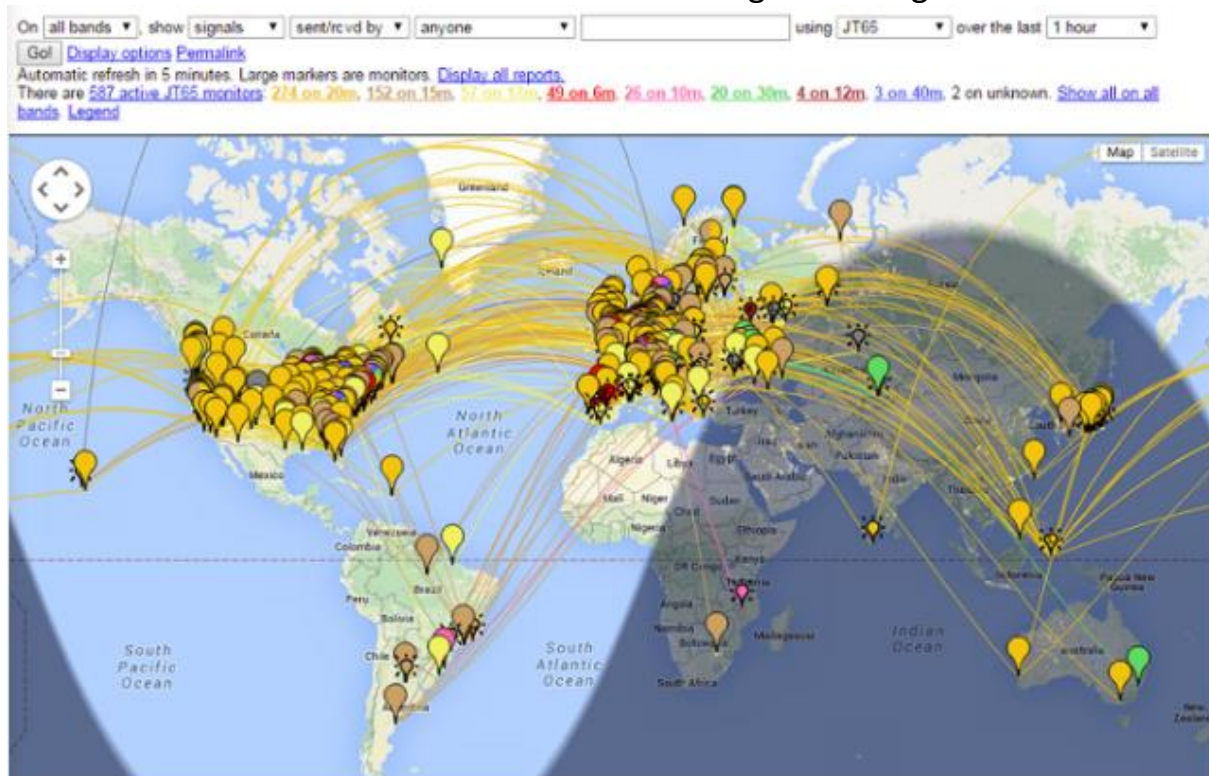 On all bands, show signals sent/rcvd by anyone using JT65 over the last 1 hour
Go! Display options Permalink
Automatic refresh in 5 minutes. Large markers are monitors. Display all reports.
There are 587 active JT65 monitors: 274 on 20m, 152 on 15m, 57 on 17m, 49 on 6m, 26 on 10m, 20 on 30m, 4 on 12m, 3 on 40m, 2 on unknown. Show all on all
bands. Legend
Map Satellite
Greenland
Canada
North
Pacific
Ocean
North
Atlantic
Ocean
Mongolia
Turkey
Afghanistan
Pakistan
Algeria
Libya
Egypt
Saudi Arabia
Mexico
India
Mali
Niger
Sudan
Chad
Nigeria
Ethiopia
Venezuela
Colombia
Kenya
DR Congo
Indonesia
Papua New
Guinea
Brazil
Peru
Angola
Bolivia
Namibia
Botswana
Madagascar
South
Pacific
Ocean
Chile
South
Atlantic
Ocean
Indian
Ocean
Australia
South Africa
Argentina
New
Zealand